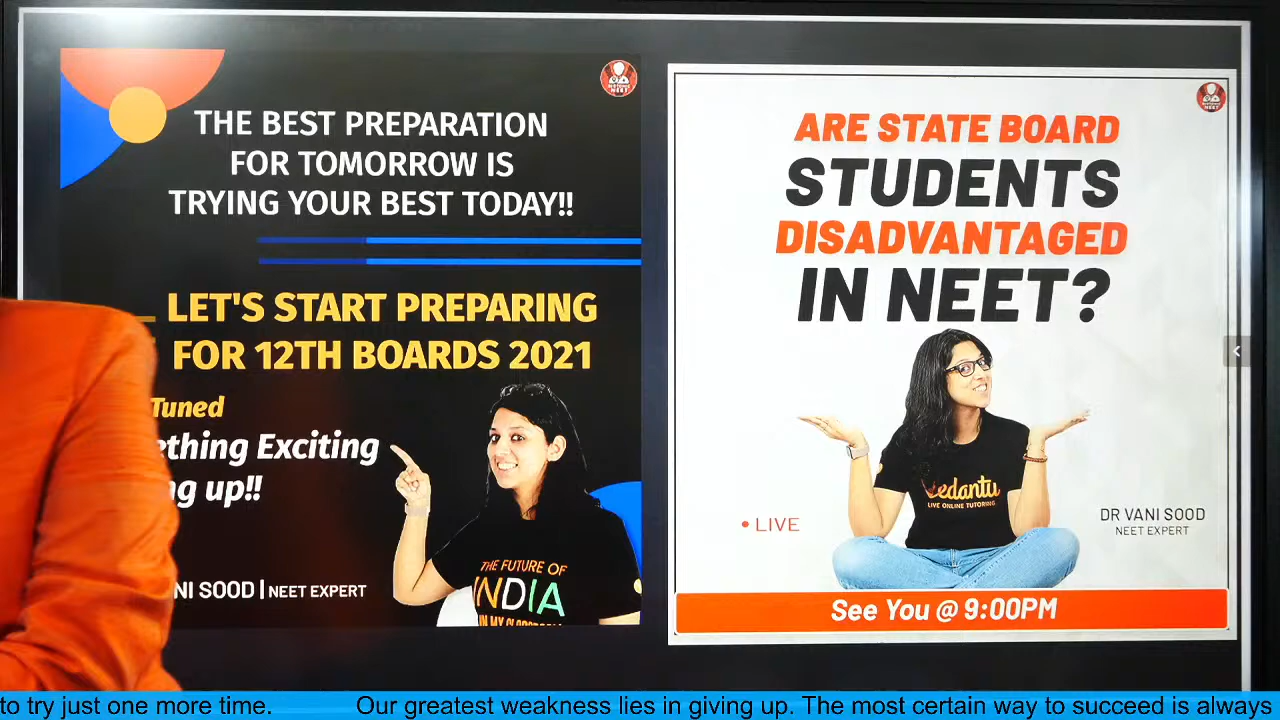 THE BEST PREPARATION
FOR TOMORROW IS
TRYING YOUR BEST TODAY!!
LET'S START PREPARING
FOR 12TH BOARDS 2021
Tuned
ething Exciting
ng up!!
NI SOOD | NEET EXPERT
THE FUTURE OF
INDIA
ARE STATE BOARD
STUDENTS
DISADVANTAGED
IN NEET?
Vedantu
LIVE ONLINE TUTORING
• LIVE
DR VANI SOOD
NEET EXPERT
See You @ 9:00PM
to try just one more time. Our greatest weakness lies in giving up. The most certain way to succeed is always